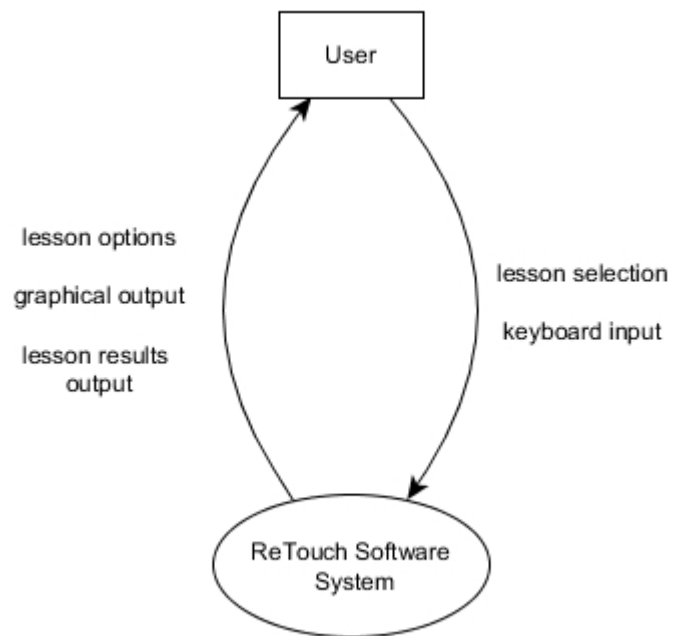 User
lesson options
graphical output
lesson results
output
lesson selection
keyboard input
ReTouch Software
System